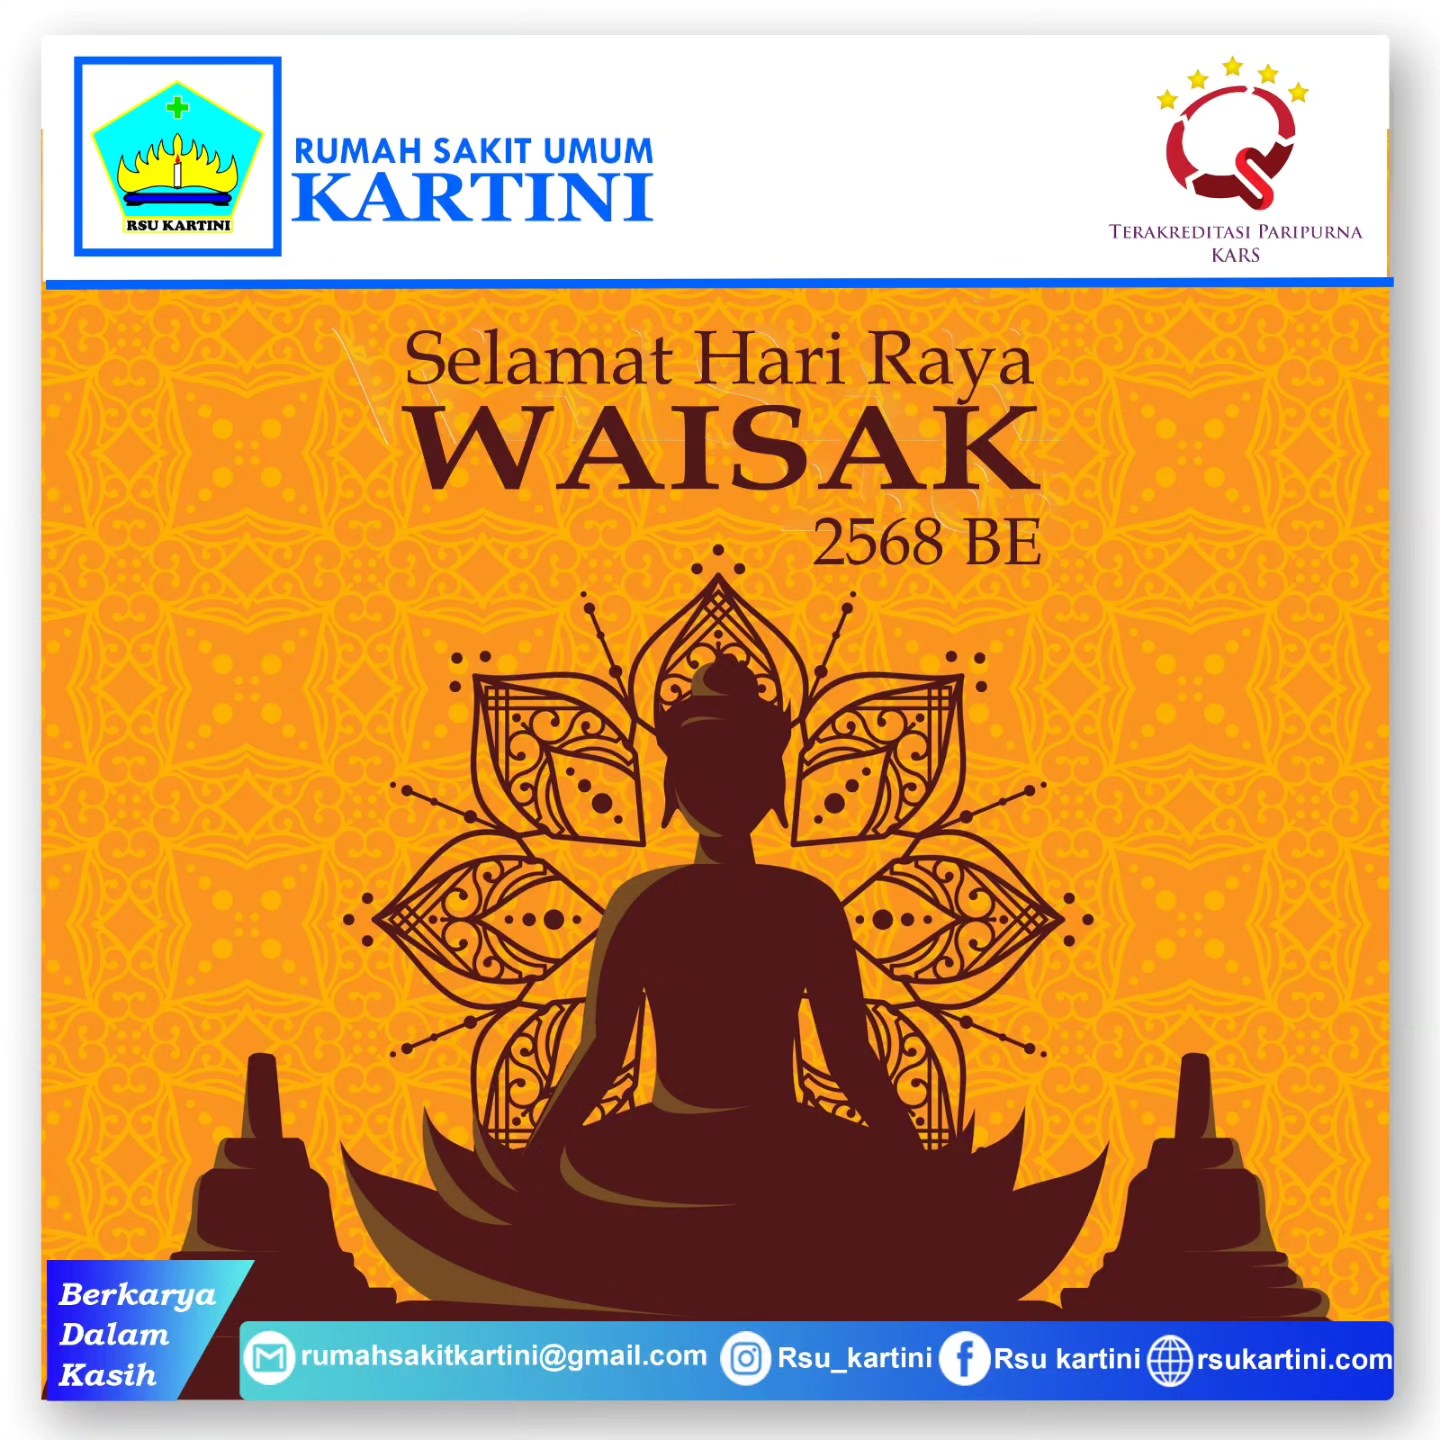 RSU KARTINI
RUMAH SAKIT UMUM
KARTINI
TERAKREDITASI PARIPURNA
KARS
Selamat Hari Raya
WAISAK
2568 BE
Berkarya
Dalam
Kasih
rumahsakitkartini@gmail.com Rsu_kartini Rsu kartini rsukartini.com